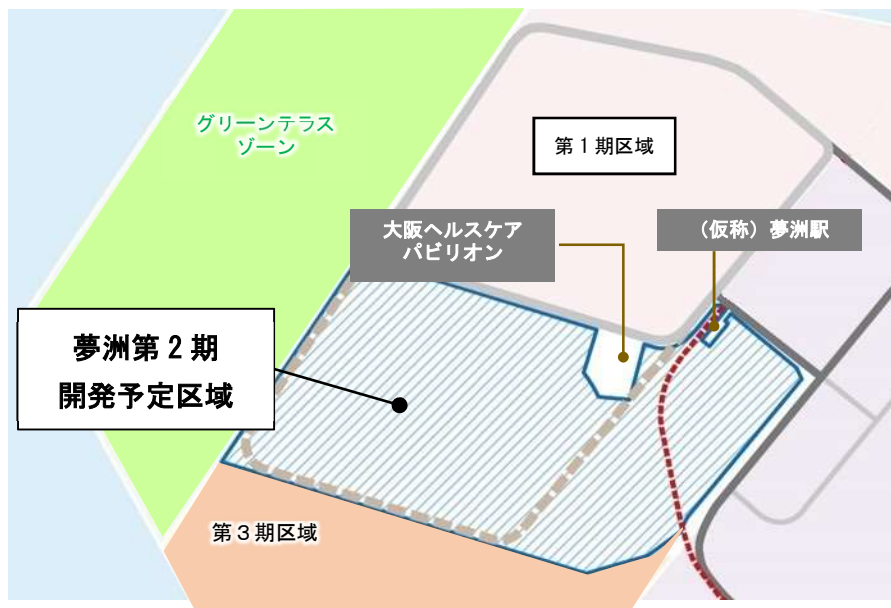 グリーンテラス
ゾーン
第１期区域
大阪ヘルスケア
パビリオン
（仮称）夢洲駅
夢洲第２期
開発予定区域
第３期区域